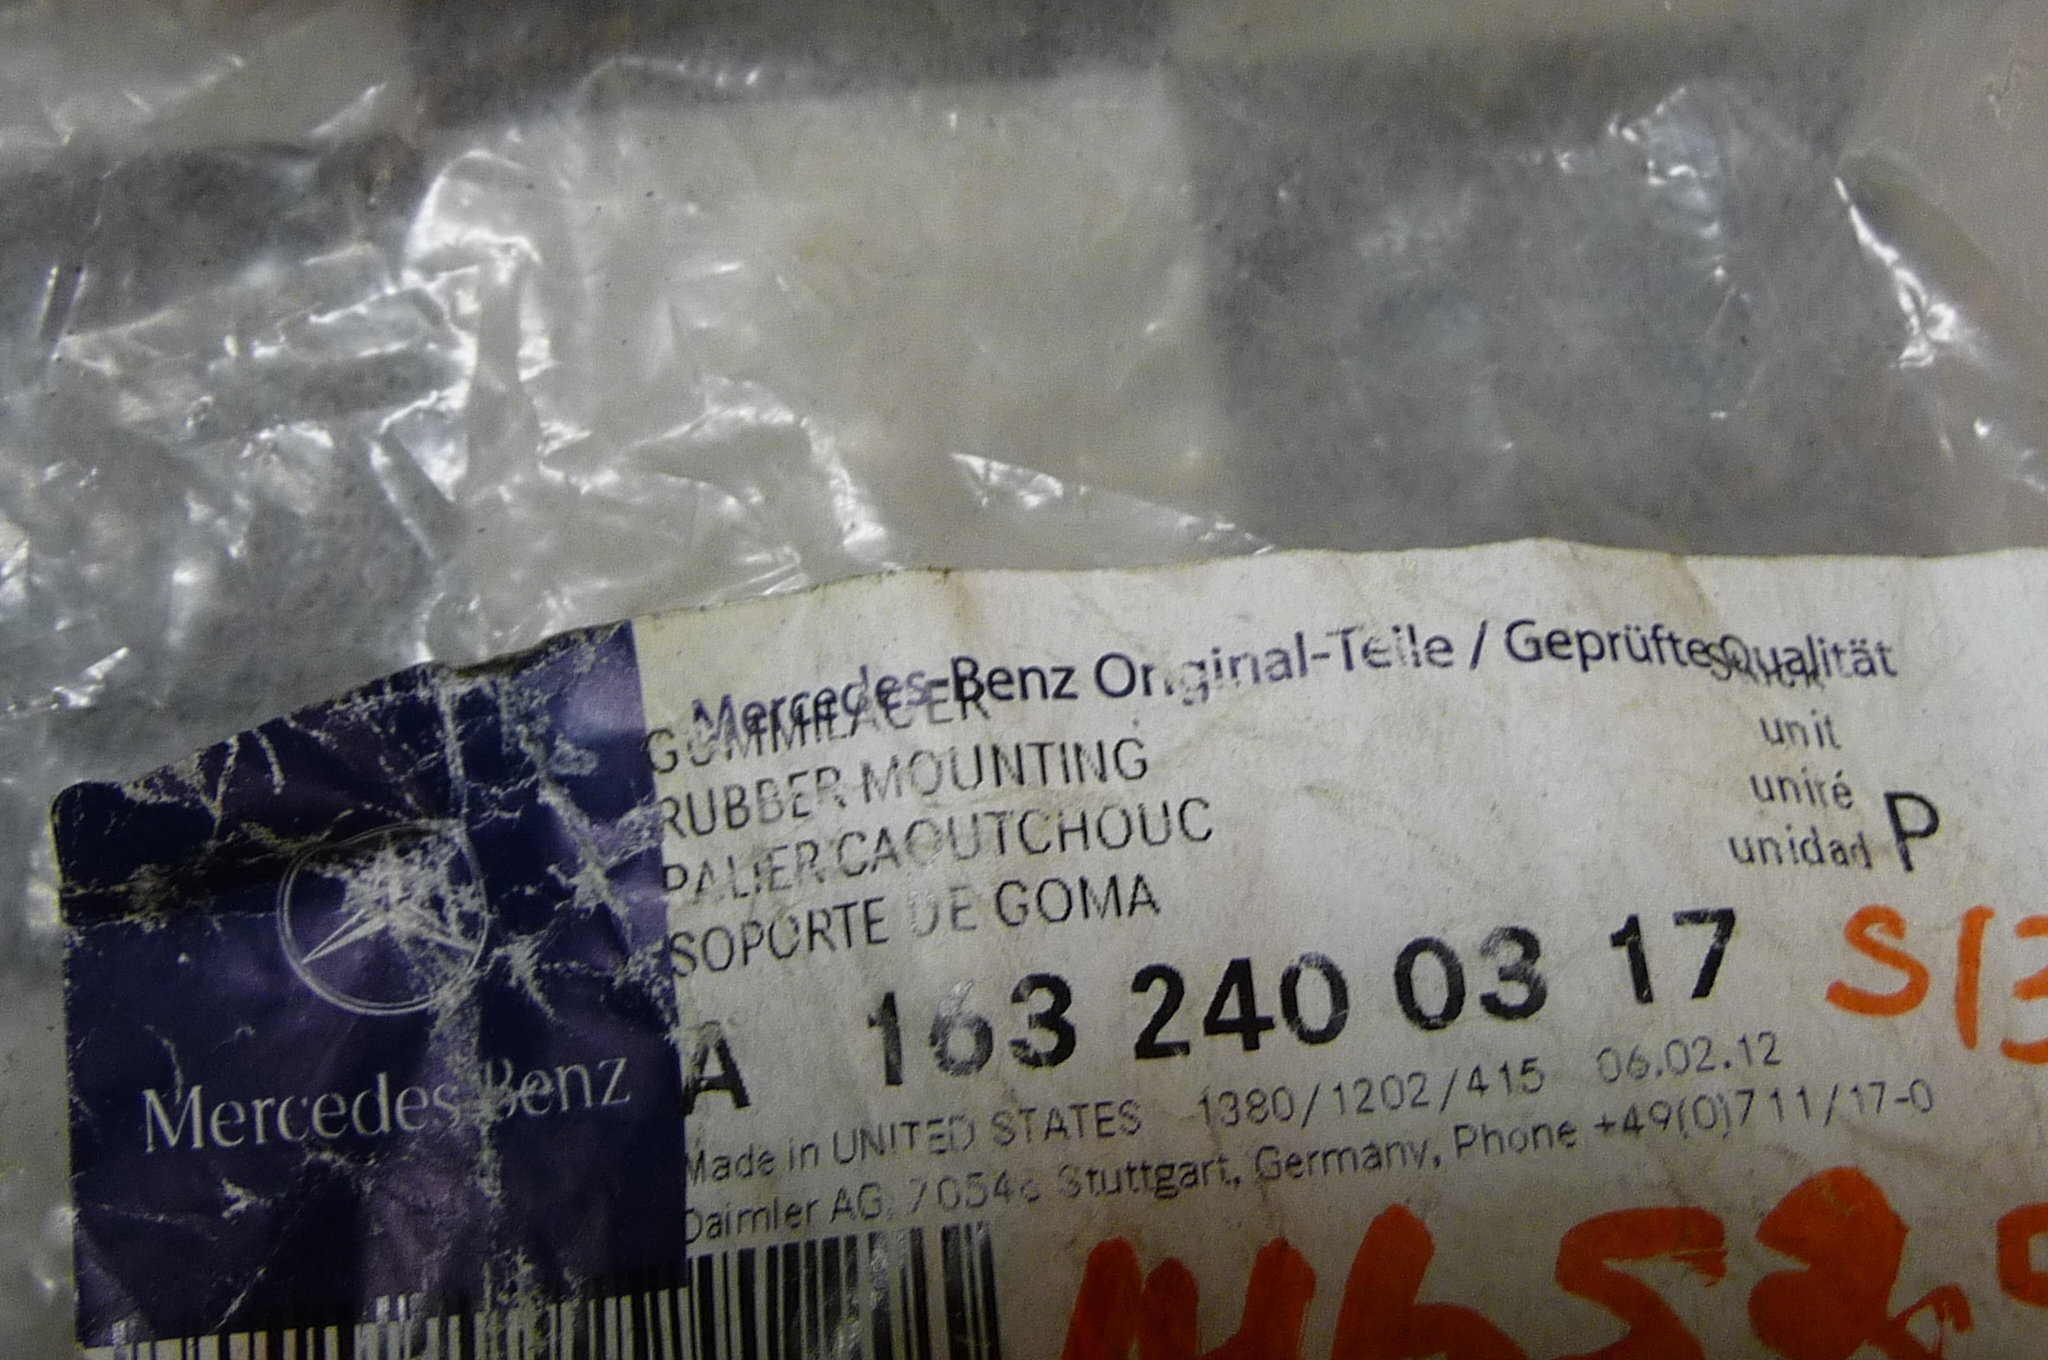 Mercedes-Benz Original-Teile / Geprüfte Qualität
GUMMILAGER
RUBBER MOUNTING
PALIER CAOUTCHOUC
SOPORTE DE GOMA
unit
unité
unidad P
A 163 240 03 17
Made in UNITED STATES 1380/1202/415 06.02.12
Daimler AG, 70546 Stuttgart, Germany, Phone +49(0)711/17-0
Mercedes-Benz